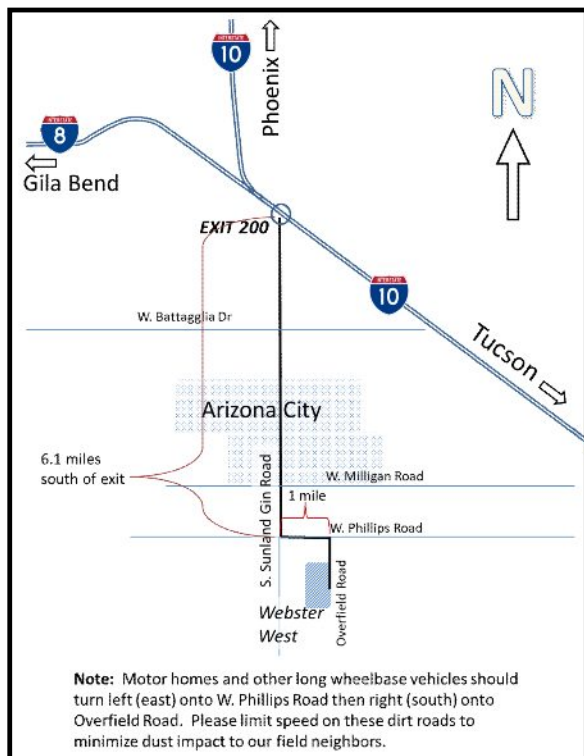 INTERSTATE
10
Phoenix
N
INTERSTATE
8
Gila Bend
EXIT 200
INTERSTATE
10
W. Battagglia Dr
Tucson
Arizona City
6.1 miles
south of exit
S. Sunland Gin Road
W. Milligan Road
1 mile
W. Phillips Road
Overfield Road
Webster
West
Note: Motor homes and other long wheelbase vehicles should
turn left (east) onto W. Phillips Road then right (south) onto
Overfield Road. Please limit speed on these dirt roads to
minimize dust impact to our field neighbors.